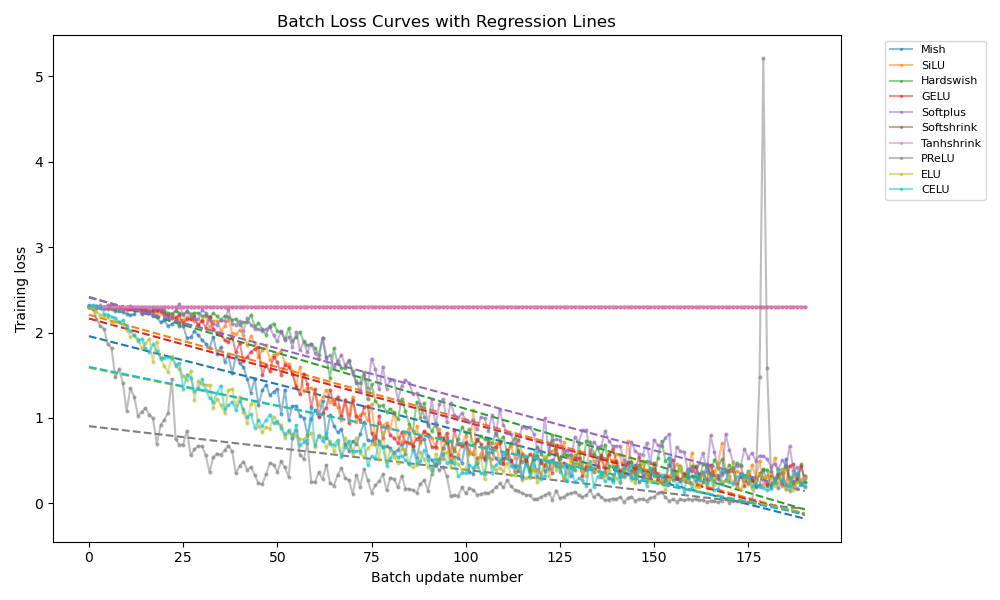 Batch Loss Curves with Regression Lines
Mish
SiLU
Hardswish
GELU
Softplus
Softshrink
Tanhshrink
PReLU
ELU
CELU
Training loss
5
4
3
2
1
0
0 25 50 75 100 125 150 175
Batch update number